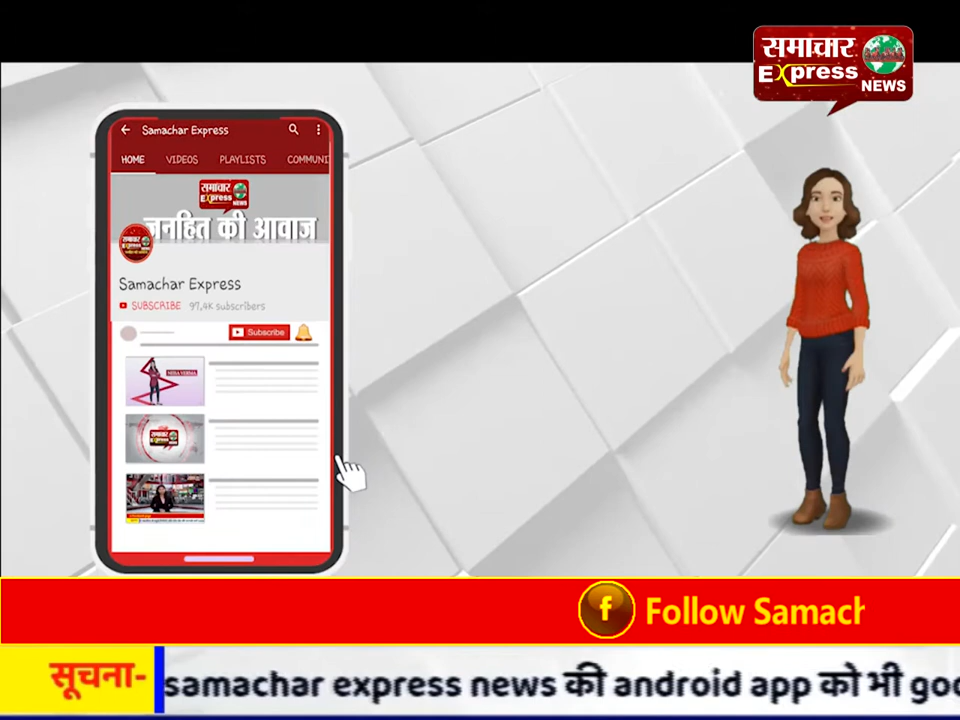 समाचार
Express
NEWS
Samachar Express
HOME VIDEOS PLAYLISTS COMMUNI
समाचार
Express
NEWS
जनहित की आवाज
Samachar Express
SUBSCRIBE 97.4K subscribers
Subscribe
f Follow Samach
सूचना- samachar express news की android app को भी goo